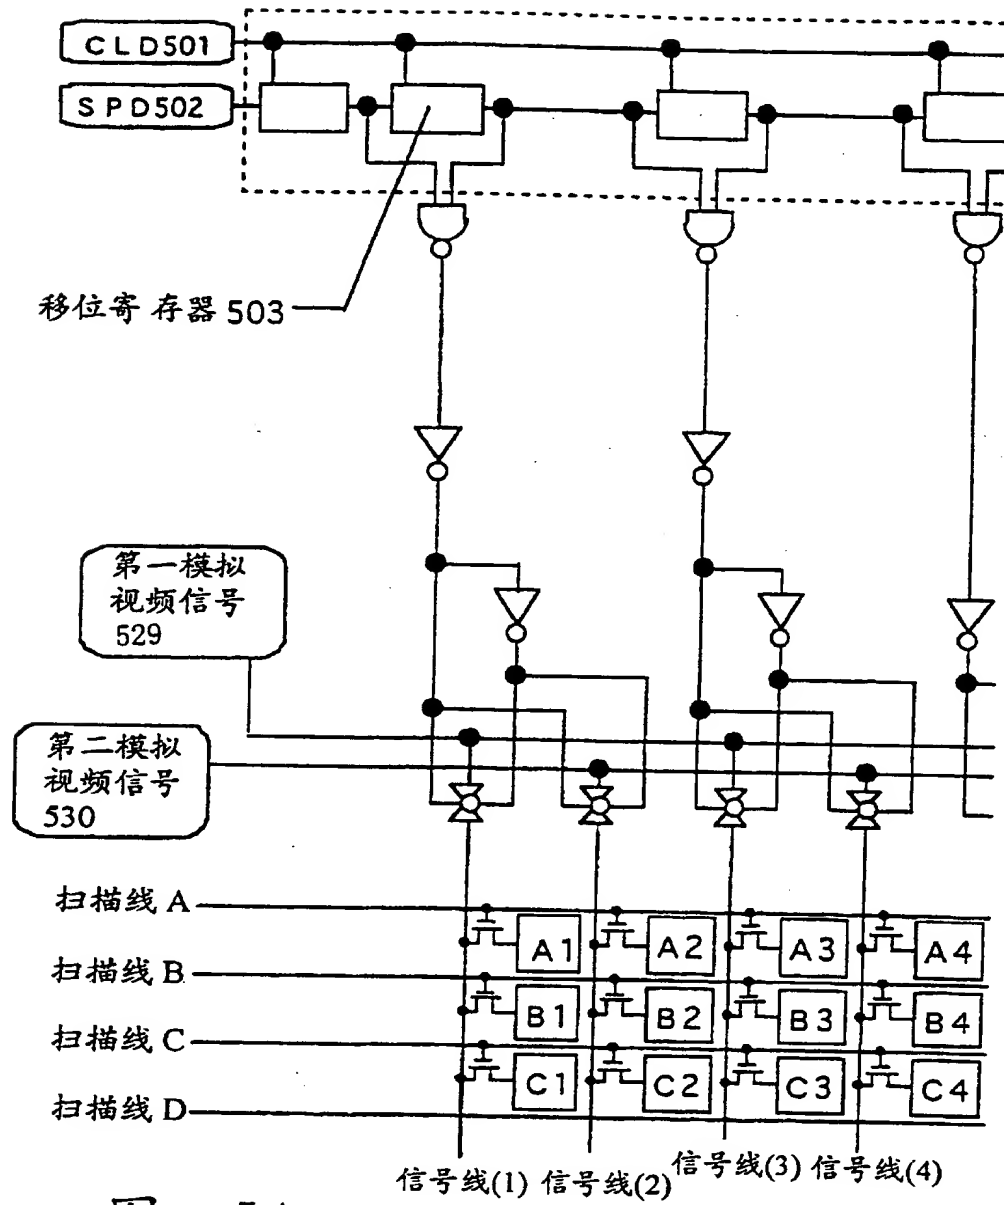 CLD501
SPD502
移位寄存器 503
第一模拟
视频信号
529
第二模拟
视频信号
530
扫描线 A
A1 A2 A3 A4
扫描线 B
B1 B2 B3 B4
扫描线 C
C1 C2 C3 C4
扫描线 D
信号线(1) 信号线(2) 信号线(3) 信号线(4)